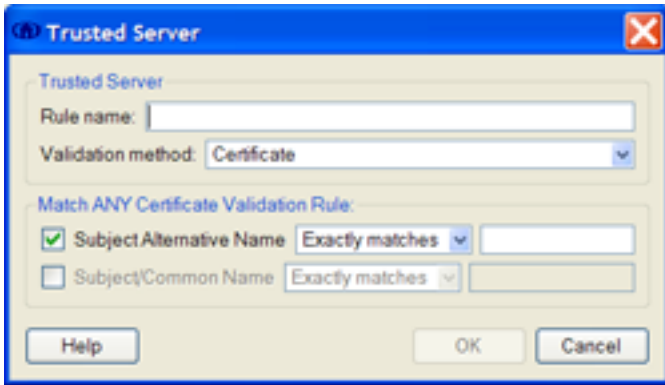 Trusted Server
Trusted Server
Rule name:
Validation method: Certificate
Match ANY Certificate Validation Rule:
Subject Alternative Name Exactly matches
Subject/Common Name Exactly matches
Help OK Cancel